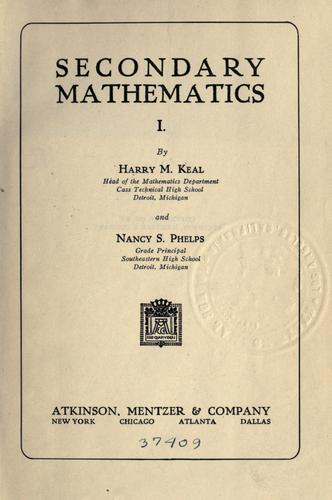 SECONDARY
MATHEMATICS
I.
By
HARRY M. KEAL
Head of the Mathematics Department
Cass Technical High School
Detroit, Michigan
and
NANCY S. PHELPS
Grade Principal
Southeastern High School
Detroit, Michigan
ATKINSON, MENTZER & COMPANY
NEW YORK CHICAGO ATLANTA DALLAS
37409